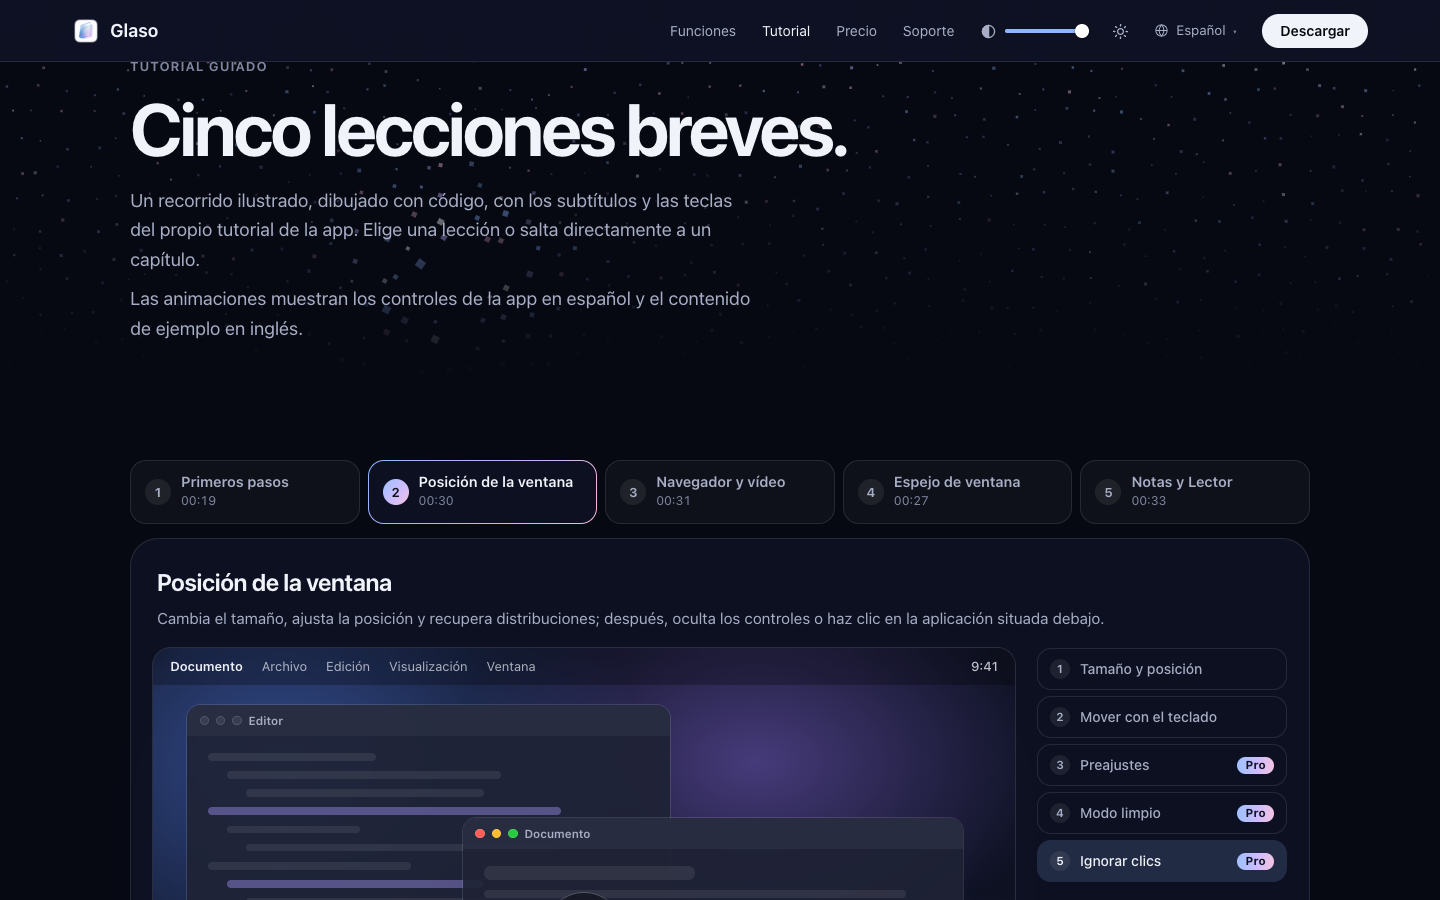 Glaso
Funciones
Tutorial
Precio
Soporte
Español
Descargar
TUTORIAL GUIADO
Cinco lecciones breves.
Un recorrido ilustrado, dibujado con código, con los subtítulos y las teclas
del propio tutorial de la app. Elige una lección o salta directamente a un
capítulo.
Las animaciones muestran los controles de la app en español y el contenido
de ejemplo en inglés.
1 Primeros pasos
00:19
2 Posición de la ventana
00:30
3 Navegador y vídeo
00:31
4 Espejo de ventana
00:27
5 Notas y Lector
00:33
Posición de la ventana
Cambia el tamaño, ajusta la posición y recupera distribuciones; después, oculta los controles o haz clic en la aplicación situada debajo.
Documento Archivo Edición Visualización Ventana 9:41
Editor
Documento
1 Tamaño y posición
2 Mover con el teclado
3 Preajustes Pro
4 Modo limpio Pro
5 Ignorar clics Pro